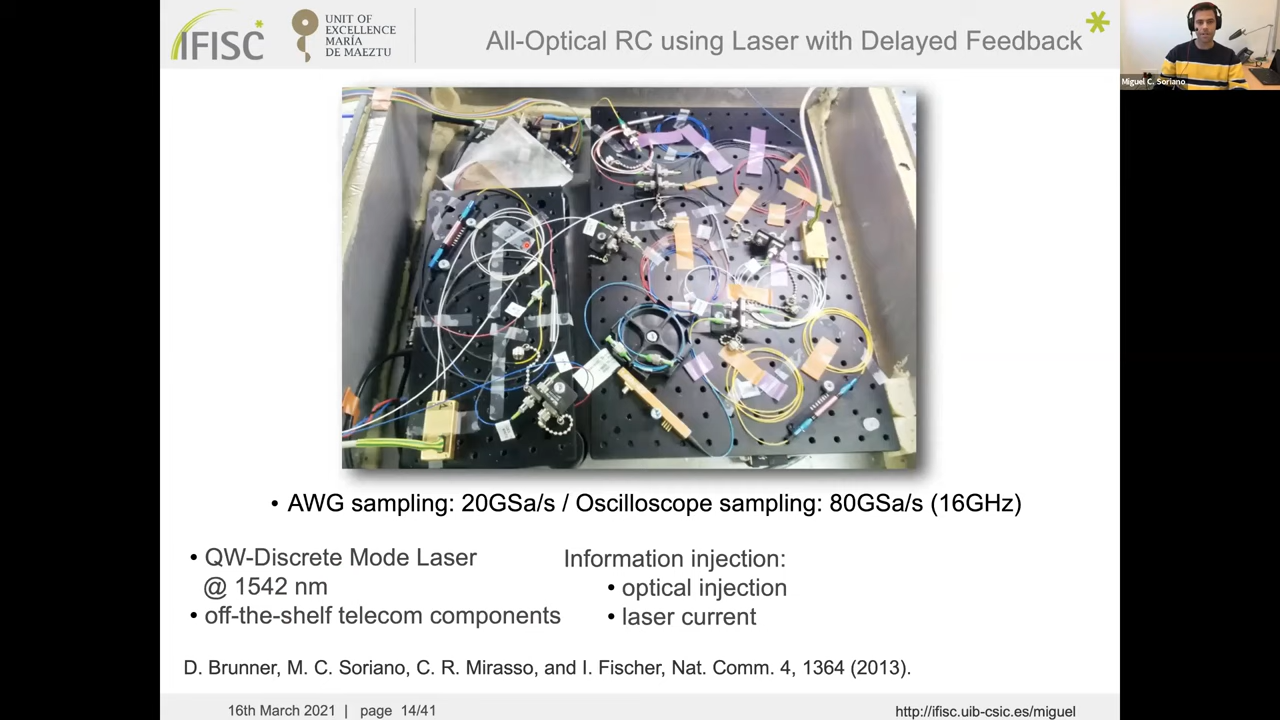 IFISC
UNIT OF
EXCELLENCE
MARÍA
DE MAEZTU
All-Optical RC using Laser with Delayed Feedback
Miguel C. Soriano
• AWG sampling: 20GSa/s / Oscilloscope sampling: 80GSa/s (16GHz)
• QW-Discrete Mode Laser
@ 1542 nm
• off-the-shelf telecom components
Information injection:
• optical injection
• laser current
D. Brunner, M. C. Soriano, C. R. Mirasso, and I. Fischer, Nat. Comm. 4, 1364 (2013).
16th March 2021 | page 14/41
http://ifisc.uib-csic.es/miguel